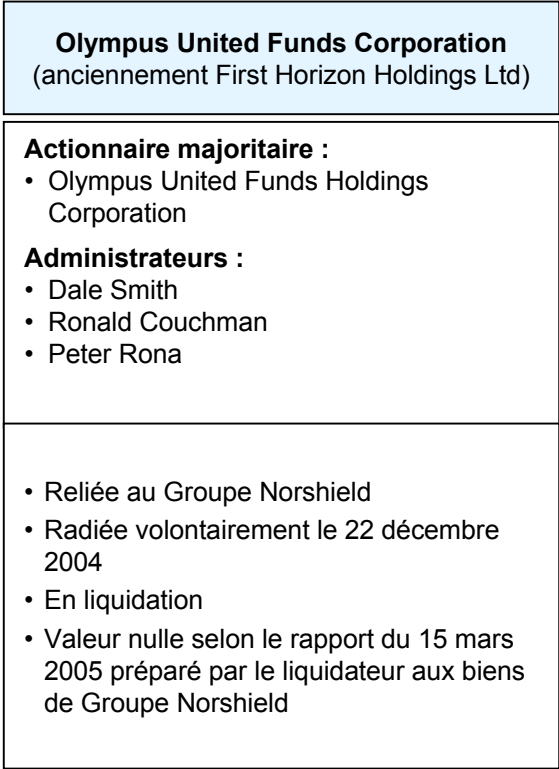 Olympus United Funds Corporation
(anciennement First Horizon Holdings Ltd)
Actionnaire majoritaire :
• Olympus United Funds Holdings
Corporation
Administrateurs :
• Dale Smith
• Ronald Couchman
• Peter Rona
• Reliée au Groupe Norshield
• Radiée volontairement le 22 décembre
2004
• En liquidation
• Valeur nulle selon le rapport du 15 mars
2005 préparé par le liquidateur aux biens
de Groupe Norshield